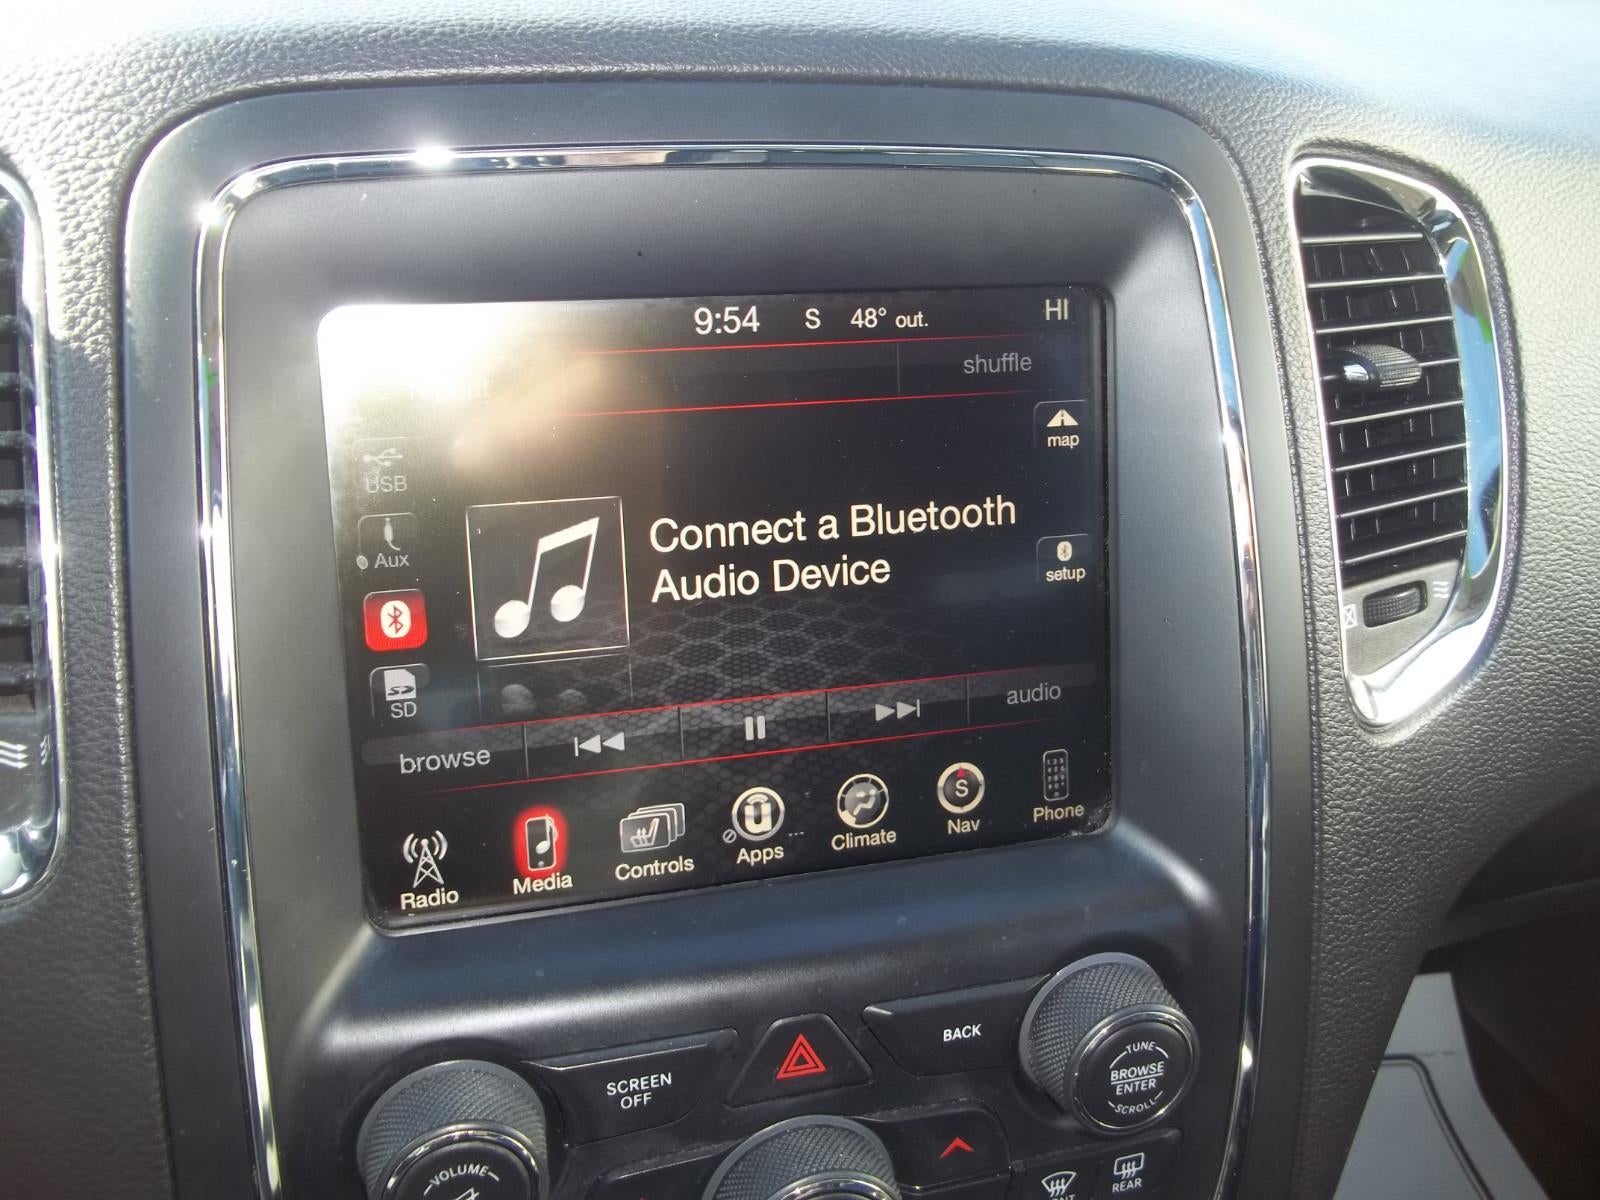 9:54 S 48° out. HI
shuffle
map
USB
Aux
Connect a Bluetooth
Audio Device
setup
SD
browse
audio
Radio
Media
Controls
Apps
Climate
S
Nav
Phone
SCREEN
OFF
BACK
TUNE
BROWSE
ENTER
SCROLL
VOLUME
REAR